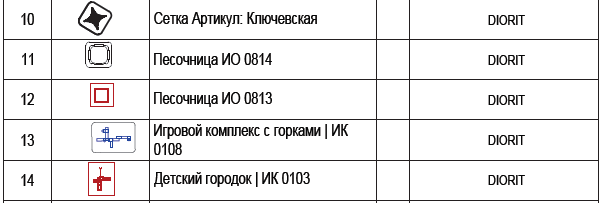 10 Сетка Артикул: Ключевская DIORIT
11 Песочница ИО 0814 DIORIT
12 Песочница ИО 0813 DIORIT
13 Игровой комплекс с горками | ИК
0108 DIORIT
14 Детский городок | ИК 0103 DIORIT